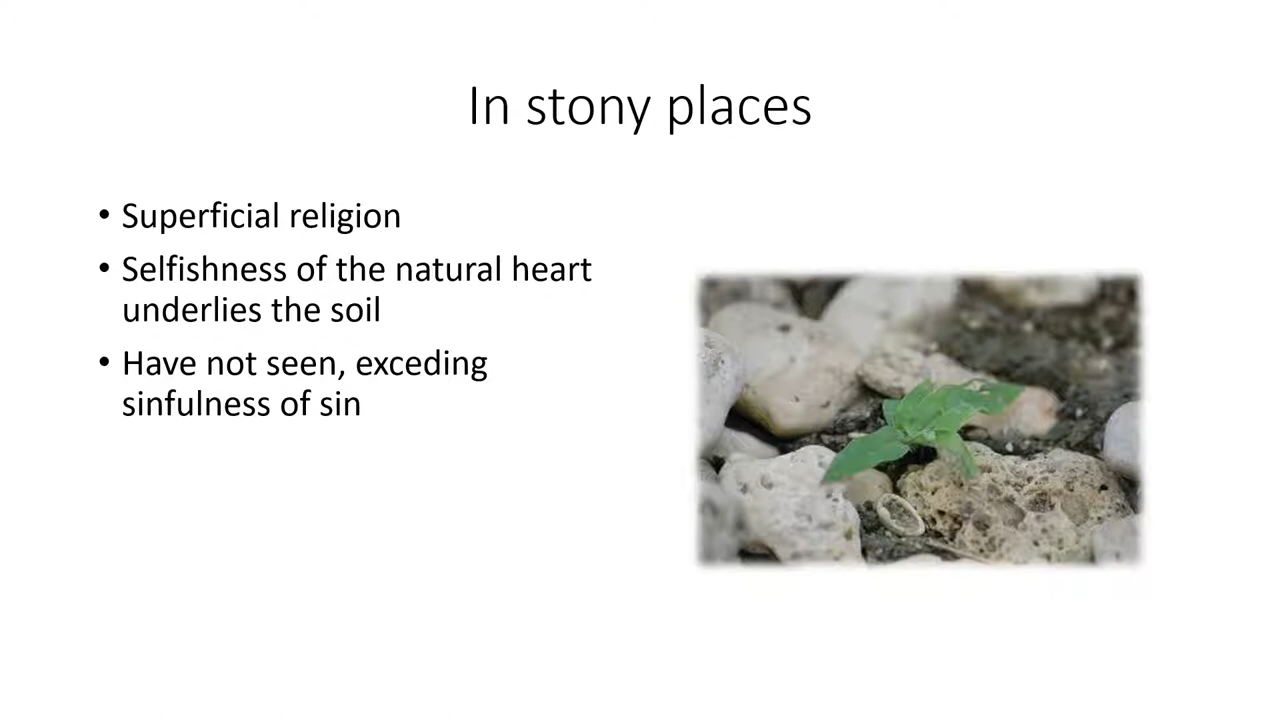 In stony places
• Superficial religion
• Selfishness of the natural heart
underlies the soil
• Have not seen, exceding
sinfulness of sin